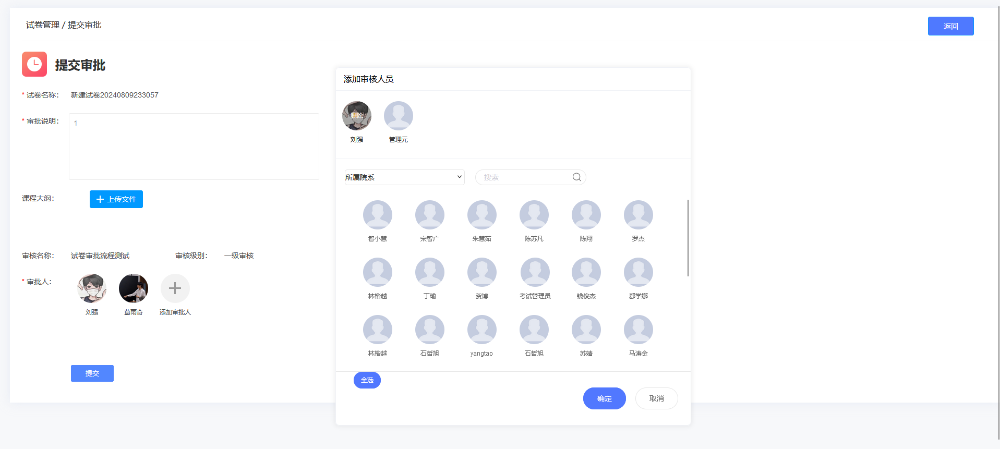 试卷管理 / 提交审批
返回
提交审批
* 试卷名称： 新建试卷20240809233057
* 审批说明： 1
课程大纲： 上传文件
审核名称： 试卷审批流程测试 审核级别： 一级审核
* 审批人：
刘强 葛雨奇 添加审批人
提交
添加审核人员
删除
刘强 管理元
所属院系 搜索
智小慧 宋智广 朱慧茹 陈苏凡 陈翔 罗杰
林楷越 丁瑜 贺博 考试管理员 钱俊杰 郄学娜
林楷越 石哲旭 yangtao 石哲旭 苏婧 马涛金
全选
确定 取消